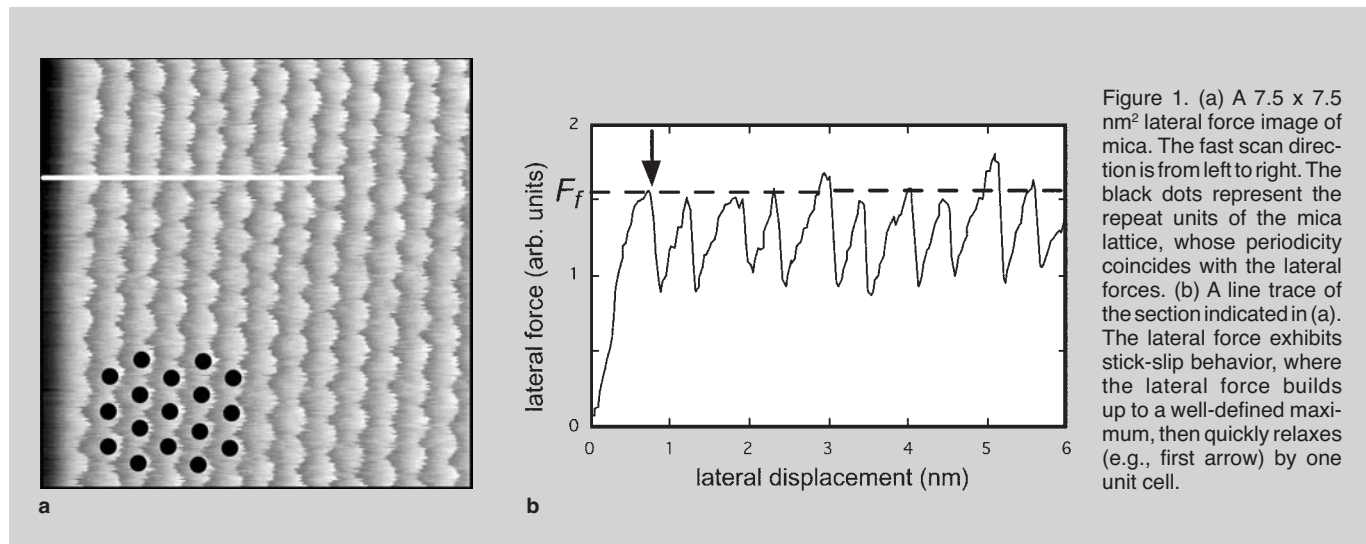 a
2
1
0
F_f
lateral force (arb. units)
0 1 2 3 4 5 6
lateral displacement (nm)
b
Figure 1. (a) A 7.5 x 7.5
nm² lateral force image of
mica. The fast scan direc-
tion is from left to right. The
black dots represent the
repeat units of the mica
lattice, whose periodicity
coincides with the lateral
forces. (b) A line trace of
the section indicated in (a).
The lateral force exhibits
stick-slip behavior, where
the lateral force builds
up to a well-defined maxi-
mum, then quickly relaxes
(e.g., first arrow) by one
unit cell.